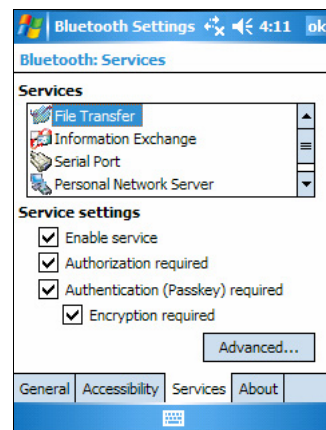 Bluetooth Settings 4:11 ok
Bluetooth: Services
Services
File Transfer
Information Exchange
Serial Port
Personal Network Server
Service settings
Enable service
Authorization required
Authentication (Passkey) required
Encryption required
Advanced...
General Accessibility Services About